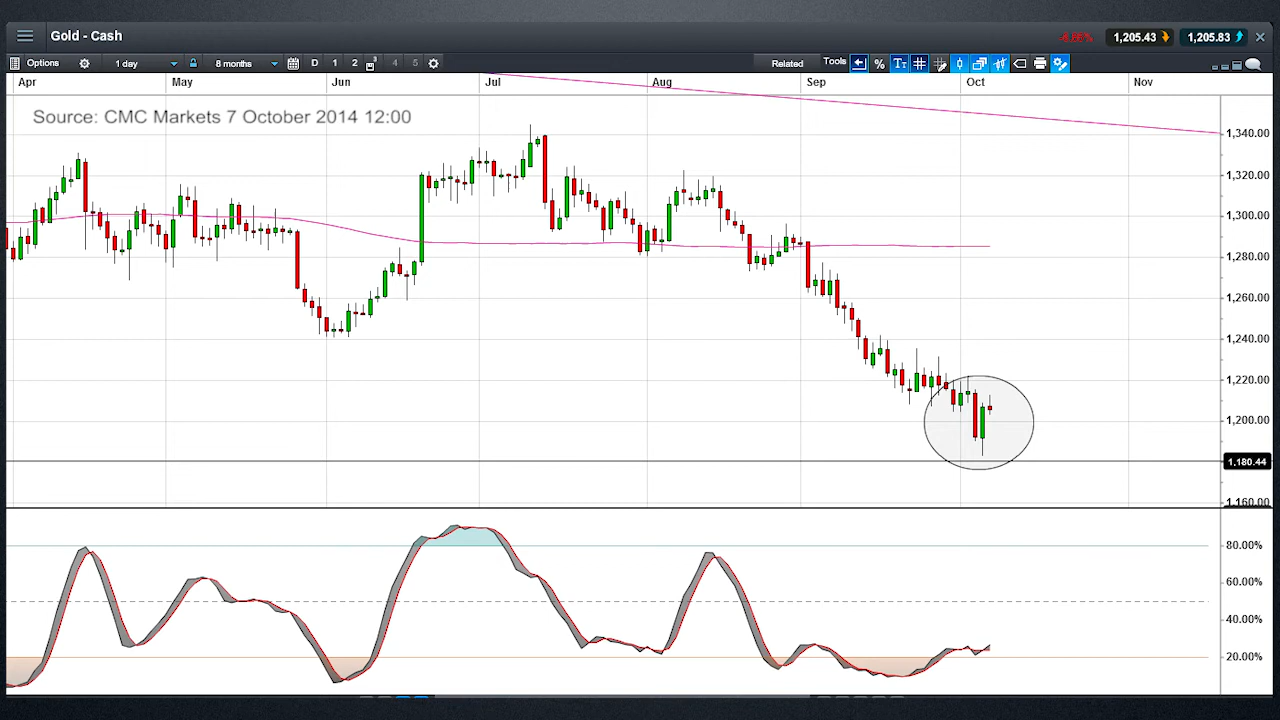 Gold - Cash
1,205.43
1,205.83
Options
1 day
8 months
D
1
2
3
4
5
Related
Tools
%
Apr
May
Jun
Jul
Aug
Sep
Oct
Nov
Source: CMC Markets 7 October 2014 12:00
1,340.00
1,320.00
1,300.00
1,280.00
1,260.00
1,240.00
1,220.00
1,200.00
1,180.44
1,160.00
80.00%
60.00%
40.00%
20.00%